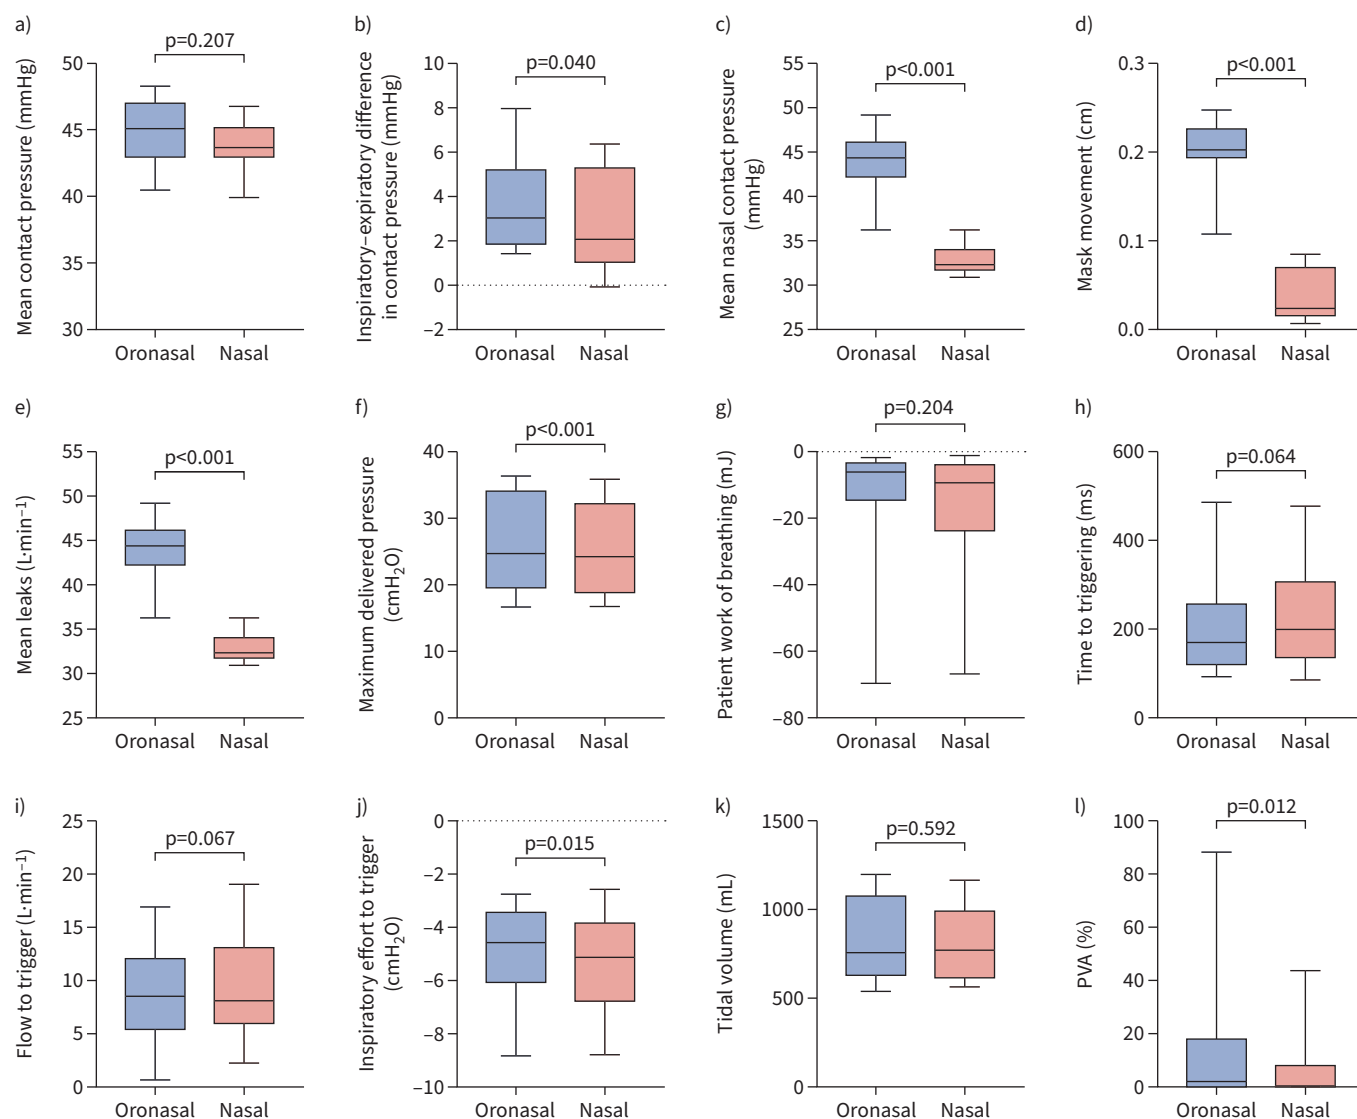 a)
p=0.207
Mean contact pressure (mmHg)
50
45
40
35
30
Oronasal Nasal
b)
p=0.040
Inspiratory–expiratory difference
in contact pressure (mmHg)
10
8
6
4
2
0
–2
Oronasal Nasal
c)
p<0.001
Mean nasal contact pressure
(mmHg)
55
50
45
40
35
30
25
Oronasal Nasal
d)
p<0.001
Mask movement (cm)
0.3
0.2
0.1
0.0
Oronasal Nasal
e)
p<0.001
Mean leaks (L·min⁻¹)
55
50
45
40
35
30
25
Oronasal Nasal
f)
p<0.001
Maximum delivered pressure
(cmH₂O)
40
30
20
10
0
Oronasal Nasal
g)
p=0.204
Patient work of breathing (mJ)
0
–20
–40
–60
–80
Oronasal Nasal
h)
p=0.064
Time to triggering (ms)
600
400
200
0
Oronasal Nasal
i)
p=0.067
Flow to trigger (L·min⁻¹)
25
20
15
10
5
0
Oronasal Nasal
j)
p=0.015
Inspiratory effort to trigger
(cmH₂O)
0
–2
–4
–6
–8
–10
Oronasal Nasal
k)
p=0.592
Tidal volume (mL)
1500
1000
500
0
Oronasal Nasal
l)
p=0.012
PVA (%)
100
80
60
40
20
0
Oronasal Nasal